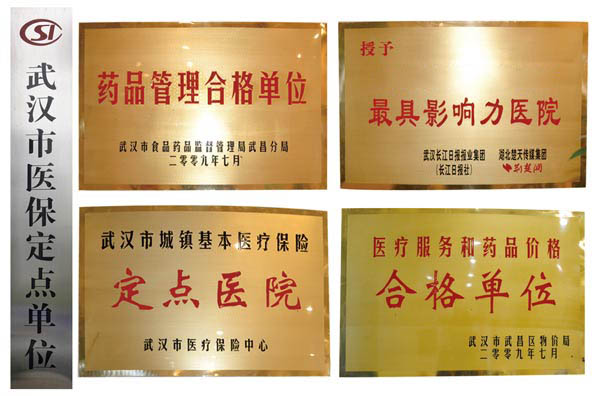 CSI
武汉市医保定点单位
药品管理合格单位
武汉市食品药品监督管理局武昌分局
二零零九年七月
授予
最具影响力医院
武汉长江日报报业集团 湖北楚天传媒集团
(长江日报社) 荆楚网
武汉市城镇基本医疗保险
定点医院
武汉市医疗保险中心
医疗服务和药品价格
合格单位
武汉市武昌区物价局
二零零九年七月